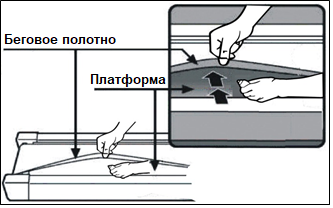 Беговое полотно
Платформа